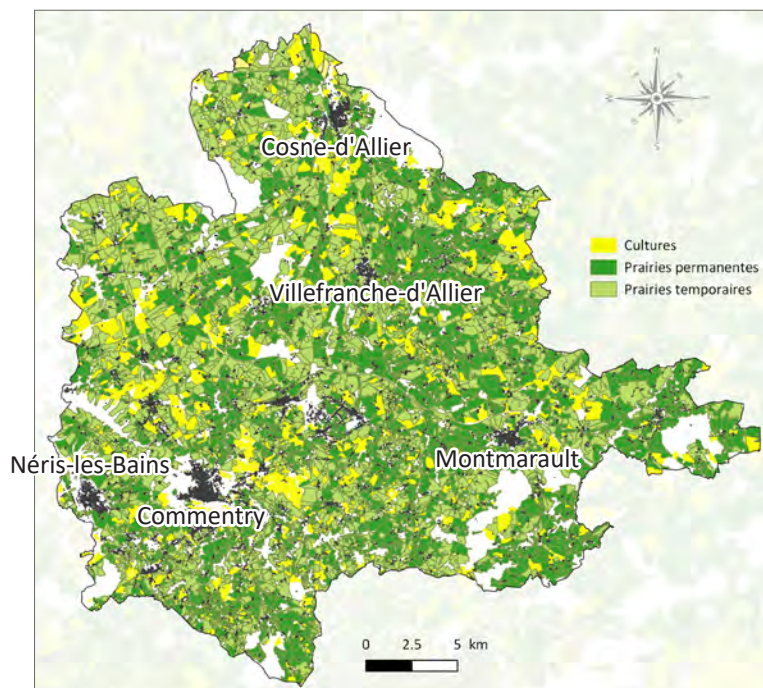 N
E
S
Cosne-d'Allier
Cultures
Prairies permanentes
Prairies temporaires
Villefranche-d'Allier
Néris-les-Bains
Montmarault
Commentry
0 2.5 5 km